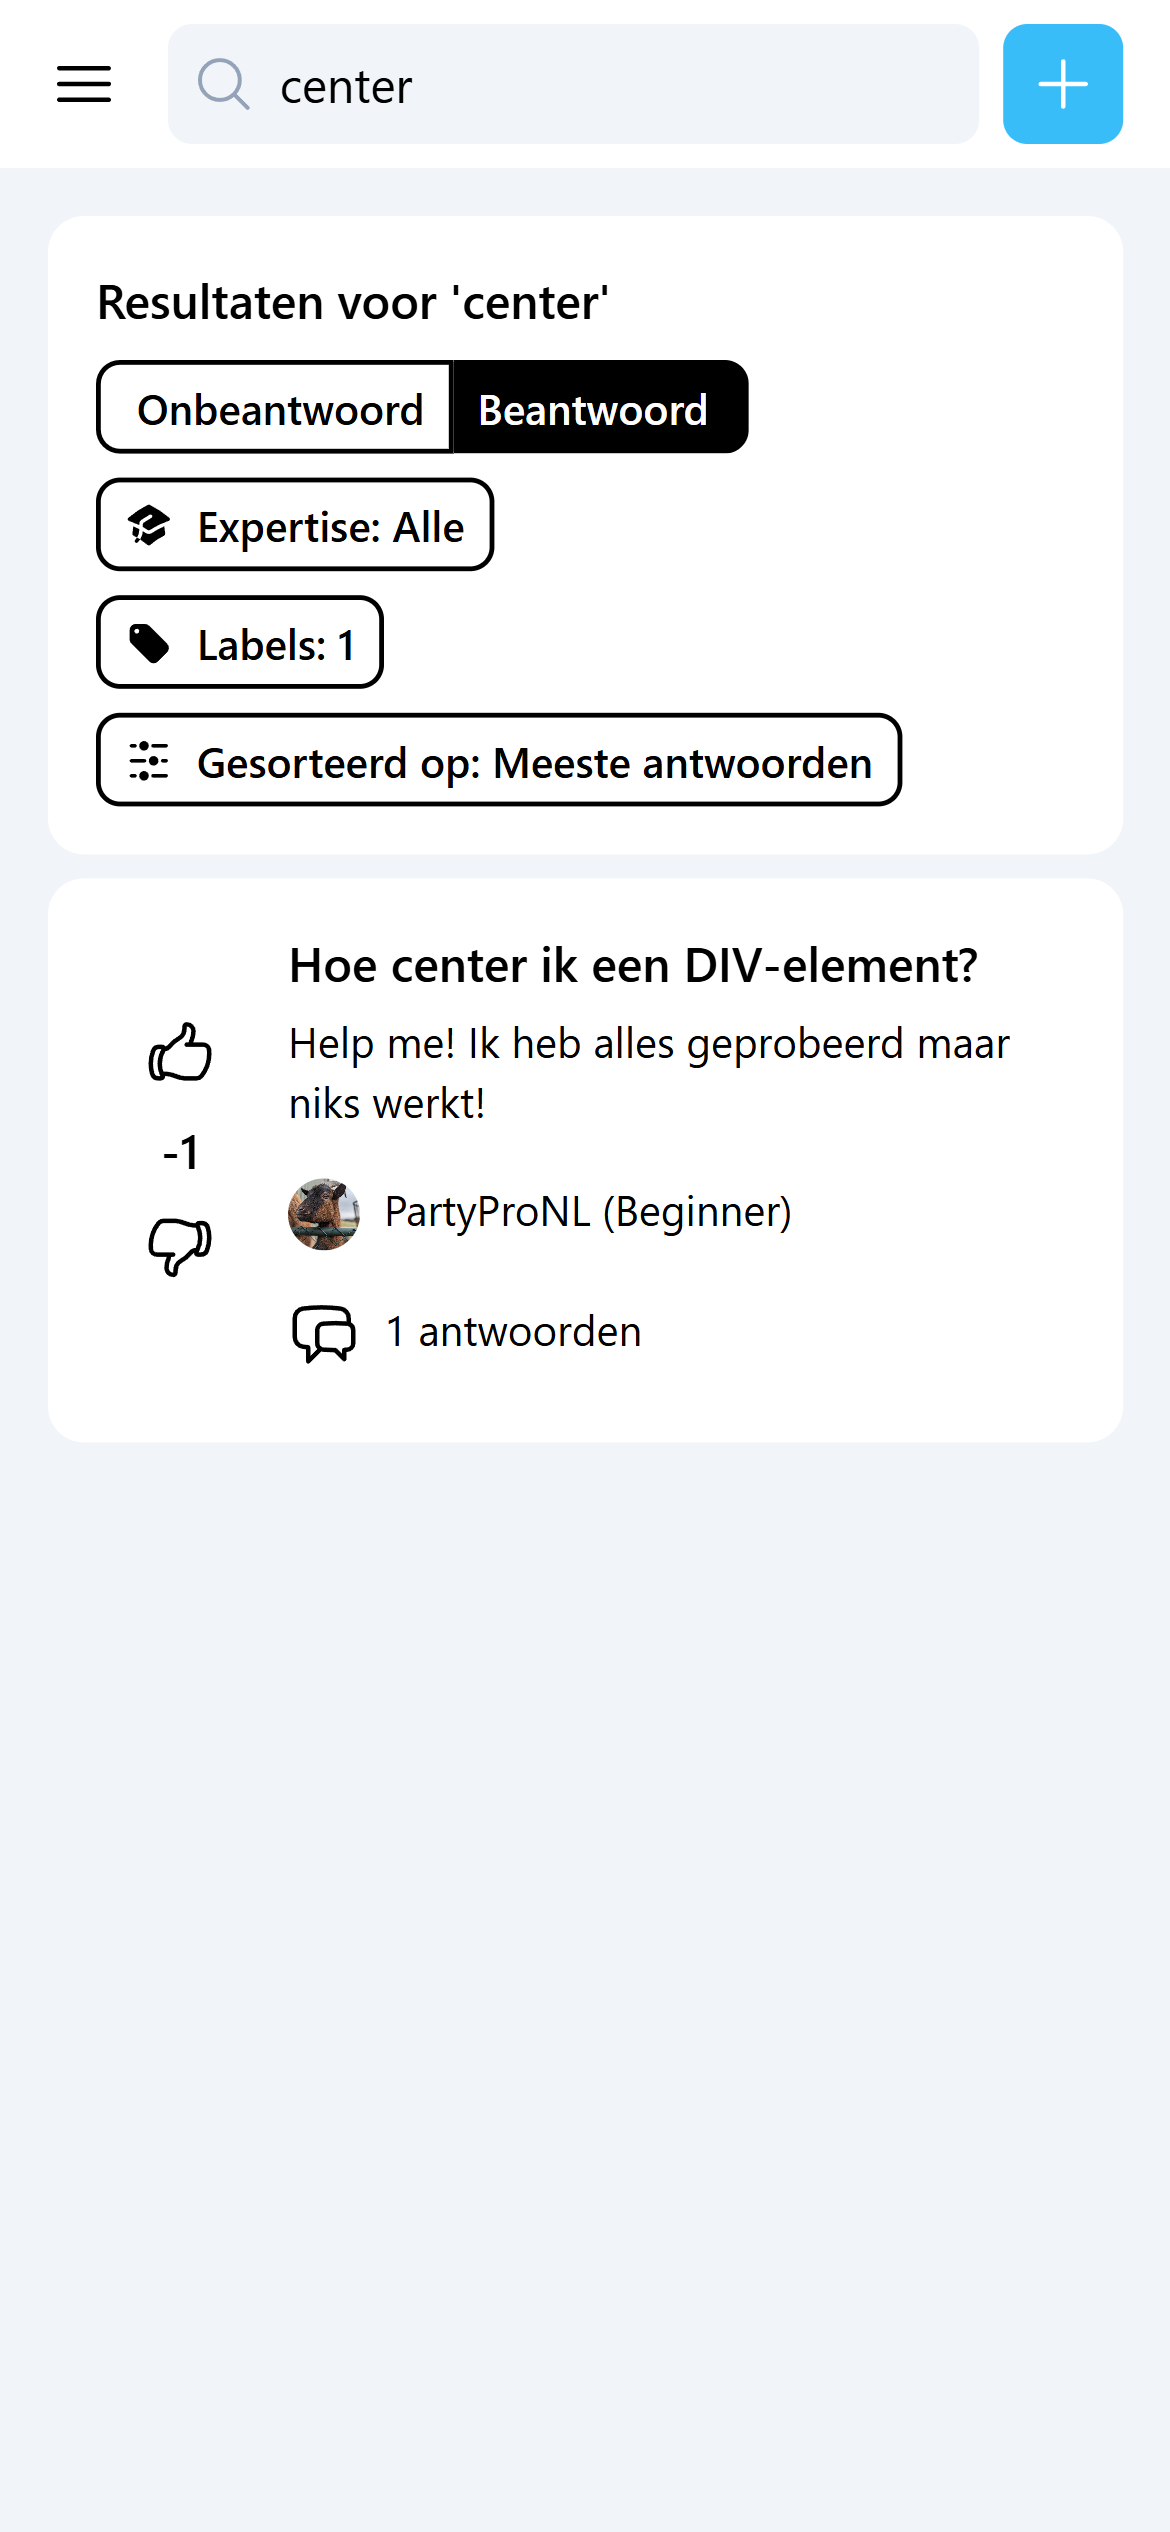 center
Resultaten voor 'center'
Onbeantwoord Beantwoord
Expertise: Alle
Labels: 1
Gesorteerd op: Meeste antwoorden
Hoe center ik een DIV-element?
Help me! Ik heb alles geprobeerd maar
niks werkt!
-1
PartyProNL (Beginner)
1 antwoorden